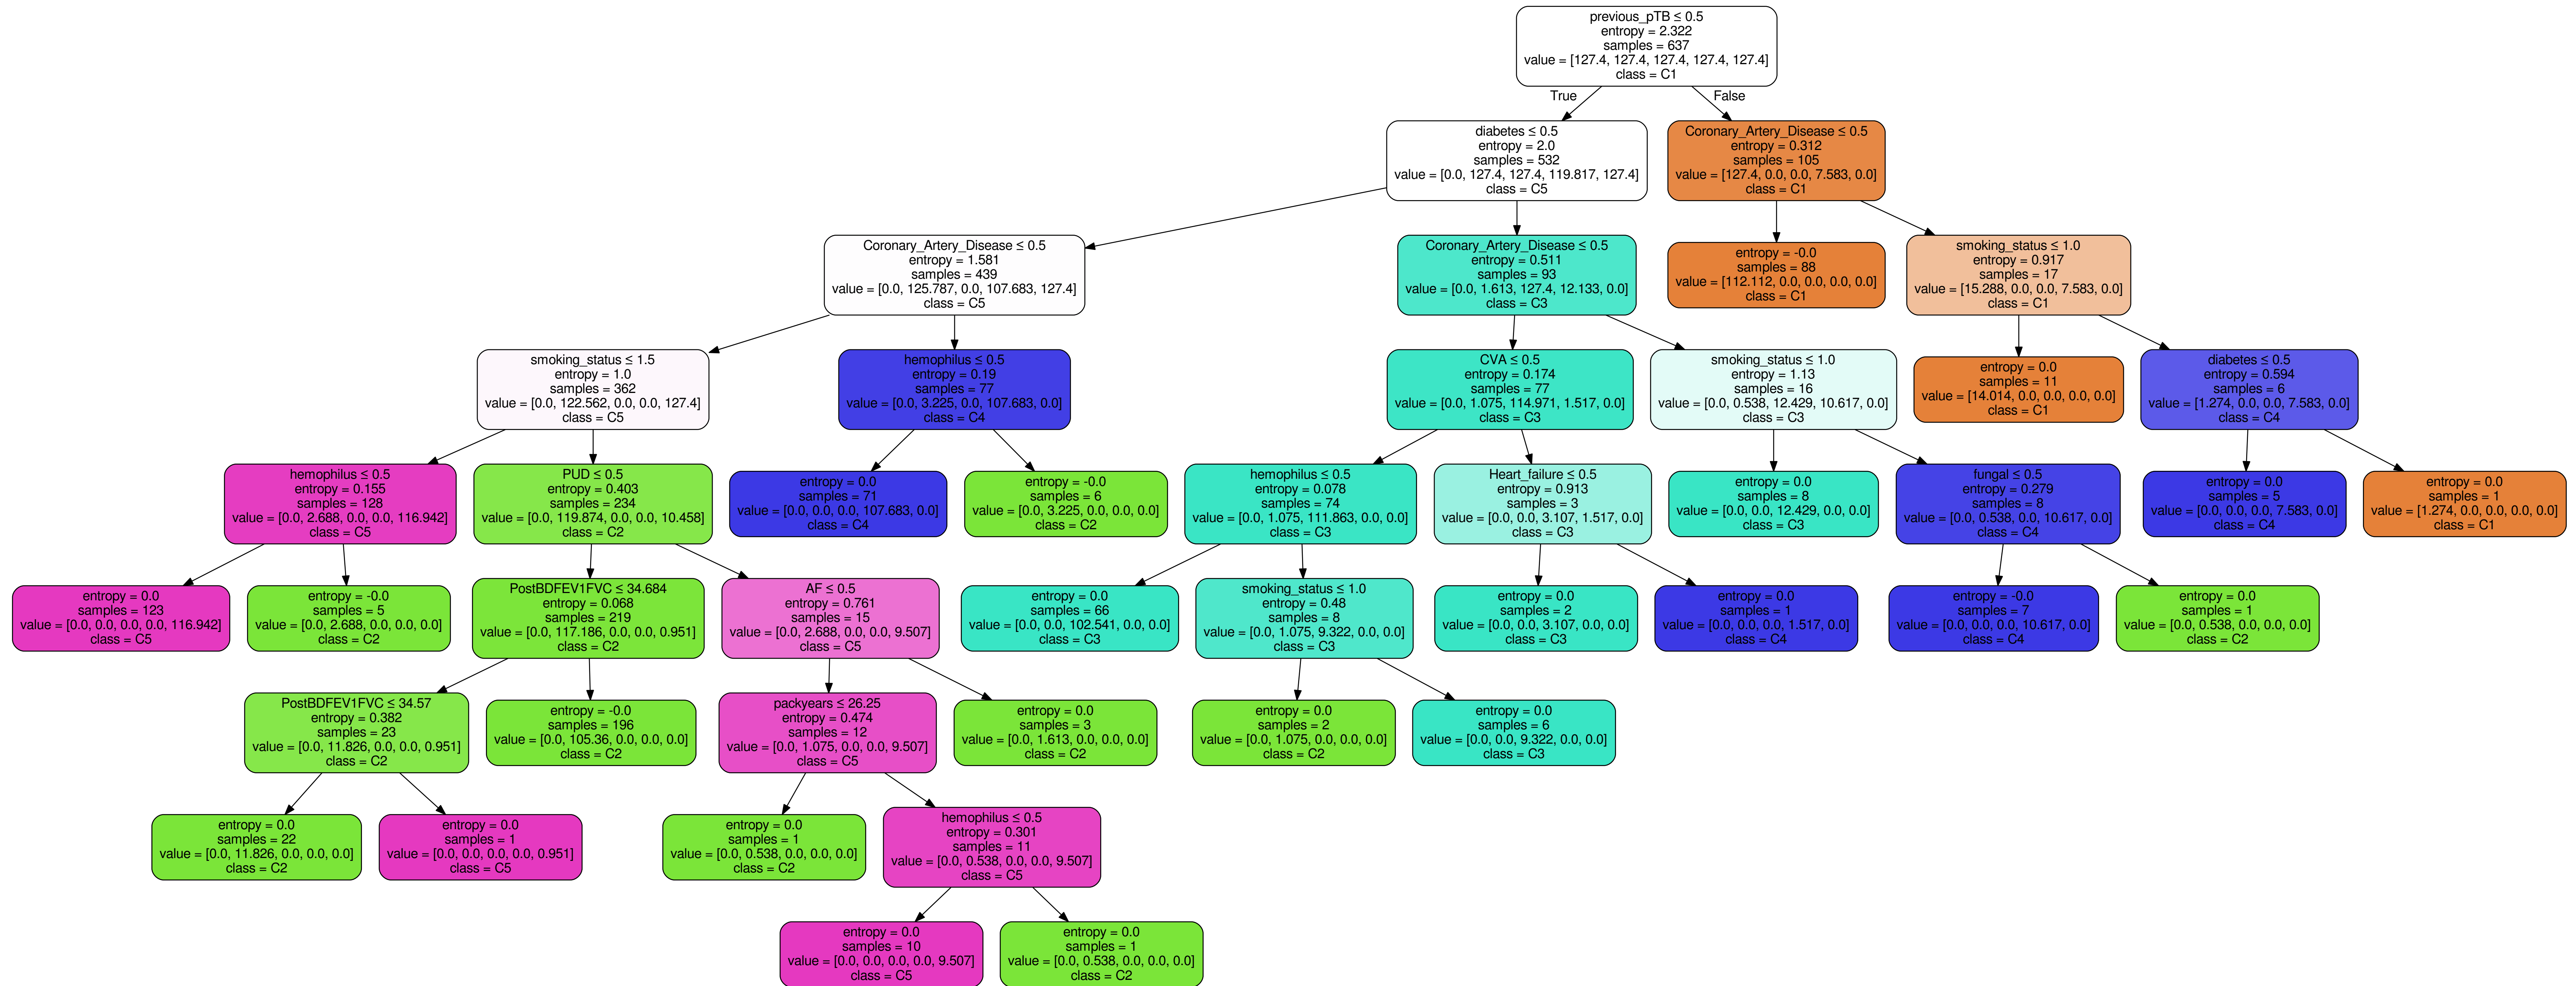 previous_pTB ≤ 0.5
entropy = 2.322
samples = 637
value = [127.4, 127.4, 127.4, 127.4, 127.4]
class = C1
True
False
diabetes ≤ 0.5
entropy = 2.0
samples = 532
value = [0.0, 127.4, 127.4, 119.817, 127.4]
class = C5
Coronary_Artery_Disease ≤ 0.5
entropy = 0.312
samples = 105
value = [127.4, 0.0, 0.0, 7.583, 0.0]
class = C1
Coronary_Artery_Disease ≤ 0.5
entropy = 1.581
samples = 439
value = [0.0, 125.787, 0.0, 107.683, 127.4]
class = C5
Coronary_Artery_Disease ≤ 0.5
entropy = 0.511
samples = 93
value = [0.0, 1.613, 127.4, 12.133, 0.0]
class = C3
entropy = -0.0
samples = 88
value = [112.112, 0.0, 0.0, 0.0, 0.0]
class = C1
smoking_status ≤ 1.0
entropy = 0.917
samples = 17
value = [15.288, 0.0, 0.0, 7.583, 0.0]
class = C1
smoking_status ≤ 1.5
entropy = 1.0
samples = 362
value = [0.0, 122.562, 0.0, 0.0, 127.4]
class = C5
hemophilus ≤ 0.5
entropy = 0.19
samples = 77
value = [0.0, 3.225, 0.0, 107.683, 0.0]
class = C4
CVA ≤ 0.5
entropy = 0.174
samples = 77
value = [0.0, 1.075, 114.971, 1.517, 0.0]
class = C3
smoking_status ≤ 1.0
entropy = 1.13
samples = 16
value = [0.0, 0.538, 12.429, 10.617, 0.0]
class = C3
entropy = 0.0
samples = 11
value = [14.014, 0.0, 0.0, 0.0, 0.0]
class = C1
diabetes ≤ 0.5
entropy = 0.594
samples = 6
value = [1.274, 0.0, 0.0, 7.583, 0.0]
class = C4
hemophilus ≤ 0.5
entropy = 0.155
samples = 128
value = [0.0, 2.688, 0.0, 0.0, 116.942]
class = C5
PUD ≤ 0.5
entropy = 0.403
samples = 234
value = [0.0, 119.874, 0.0, 0.0, 10.458]
class = C2
entropy = 0.0
samples = 71
value = [0.0, 0.0, 0.0, 107.683, 0.0]
class = C4
entropy = -0.0
samples = 6
value = [0.0, 3.225, 0.0, 0.0, 0.0]
class = C2
hemophilus ≤ 0.5
entropy = 0.078
samples = 74
value = [0.0, 1.075, 111.863, 0.0, 0.0]
class = C3
Heart_failure ≤ 0.5
entropy = 0.913
samples = 3
value = [0.0, 0.0, 3.107, 1.517, 0.0]
class = C3
entropy = 0.0
samples = 8
value = [0.0, 0.0, 12.429, 0.0, 0.0]
class = C3
fungal ≤ 0.5
entropy = 0.279
samples = 8
value = [0.0, 0.538, 0.0, 10.617, 0.0]
class = C4
entropy = 0.0
samples = 5
value = [0.0, 0.0, 0.0, 7.583, 0.0]
class = C4
entropy = 0.0
samples = 1
value = [1.274, 0.0, 0.0, 0.0, 0.0]
class = C1
entropy = 0.0
samples = 123
value = [0.0, 0.0, 0.0, 0.0, 116.942]
class = C5
entropy = -0.0
samples = 5
value = [0.0, 2.688, 0.0, 0.0, 0.0]
class = C2
PostBDFEV1FVC ≤ 34.684
entropy = 0.068
samples = 219
value = [0.0, 117.186, 0.0, 0.0, 0.951]
class = C2
AF ≤ 0.5
entropy = 0.761
samples = 15
value = [0.0, 2.688, 0.0, 0.0, 9.507]
class = C5
entropy = 0.0
samples = 66
value = [0.0, 0.0, 102.541, 0.0, 0.0]
class = C3
smoking_status ≤ 1.0
entropy = 0.48
samples = 8
value = [0.0, 1.075, 9.322, 0.0, 0.0]
class = C3
entropy = 0.0
samples = 2
value = [0.0, 0.0, 3.107, 0.0, 0.0]
class = C3
entropy = 0.0
samples = 1
value = [0.0, 0.0, 0.0, 1.517, 0.0]
class = C4
entropy = -0.0
samples = 7
value = [0.0, 0.0, 0.0, 10.617, 0.0]
class = C4
entropy = 0.0
samples = 1
value = [0.0, 0.538, 0.0, 0.0, 0.0]
class = C2
PostBDFEV1FVC ≤ 34.57
entropy = 0.382
samples = 23
value = [0.0, 11.826, 0.0, 0.0, 0.951]
class = C2
entropy = -0.0
samples = 196
value = [0.0, 105.36, 0.0, 0.0, 0.0]
class = C2
packyears ≤ 26.25
entropy = 0.474
samples = 12
value = [0.0, 1.075, 0.0, 0.0, 9.507]
class = C5
entropy = 0.0
samples = 3
value = [0.0, 1.613, 0.0, 0.0, 0.0]
class = C2
entropy = 0.0
samples = 2
value = [0.0, 1.075, 0.0, 0.0, 0.0]
class = C2
entropy = 0.0
samples = 6
value = [0.0, 0.0, 9.322, 0.0, 0.0]
class = C3
entropy = 0.0
samples = 22
value = [0.0, 11.826, 0.0, 0.0, 0.0]
class = C2
entropy = 0.0
samples = 1
value = [0.0, 0.0, 0.0, 0.0, 0.951]
class = C5
entropy = 0.0
samples = 1
value = [0.0, 0.538, 0.0, 0.0, 0.0]
class = C2
hemophilus ≤ 0.5
entropy = 0.301
samples = 11
value = [0.0, 0.538, 0.0, 0.0, 9.507]
class = C5
entropy = 0.0
samples = 10
value = [0.0, 0.0, 0.0, 0.0, 9.507]
class = C5
entropy = 0.0
samples = 1
value = [0.0, 0.538, 0.0, 0.0, 0.0]
class = C2